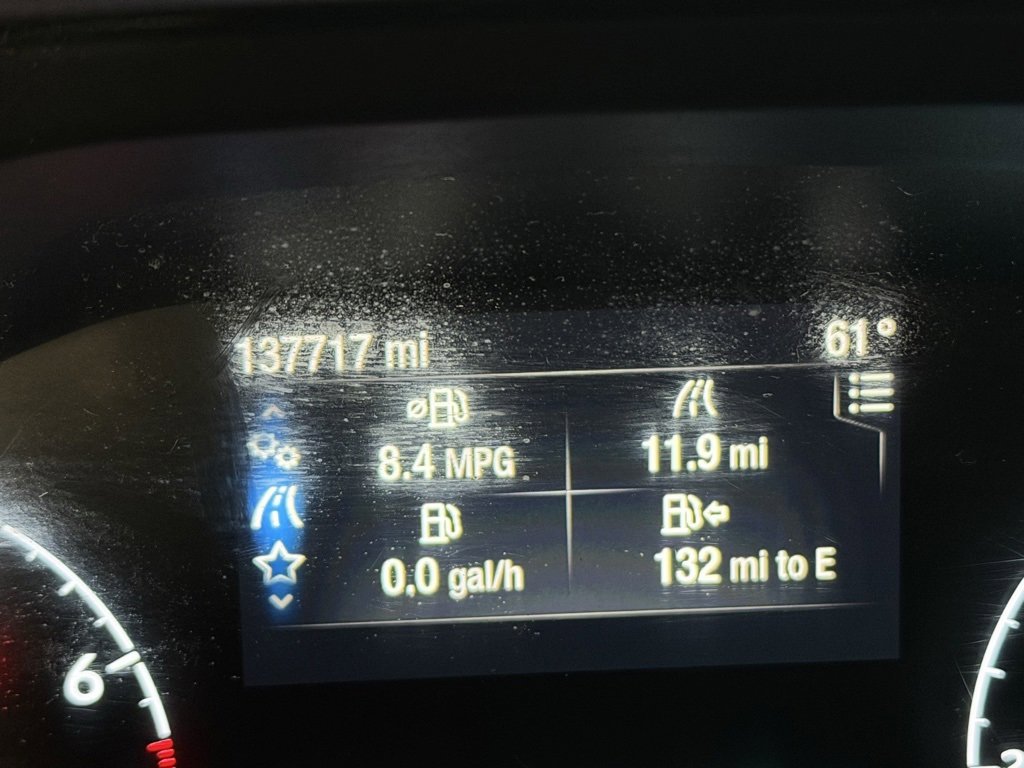 137717 mi
61°
8.4 MPG
11.9 mi
0.0 gal/h
132 mi to E
6